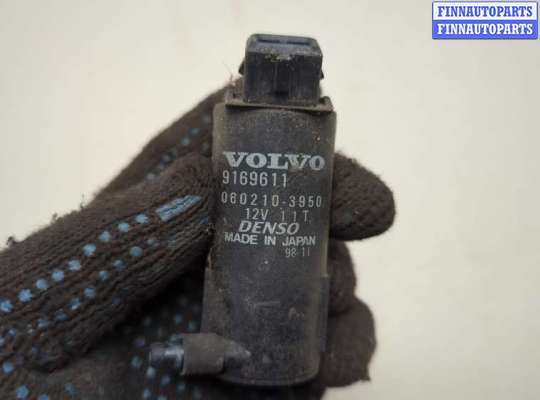 FINNAUTOPARTS
FINNAUTOPARTS
VOLVO
9169611
060210-3950
12V 11T
DENSO
MADE IN JAPAN
98-11